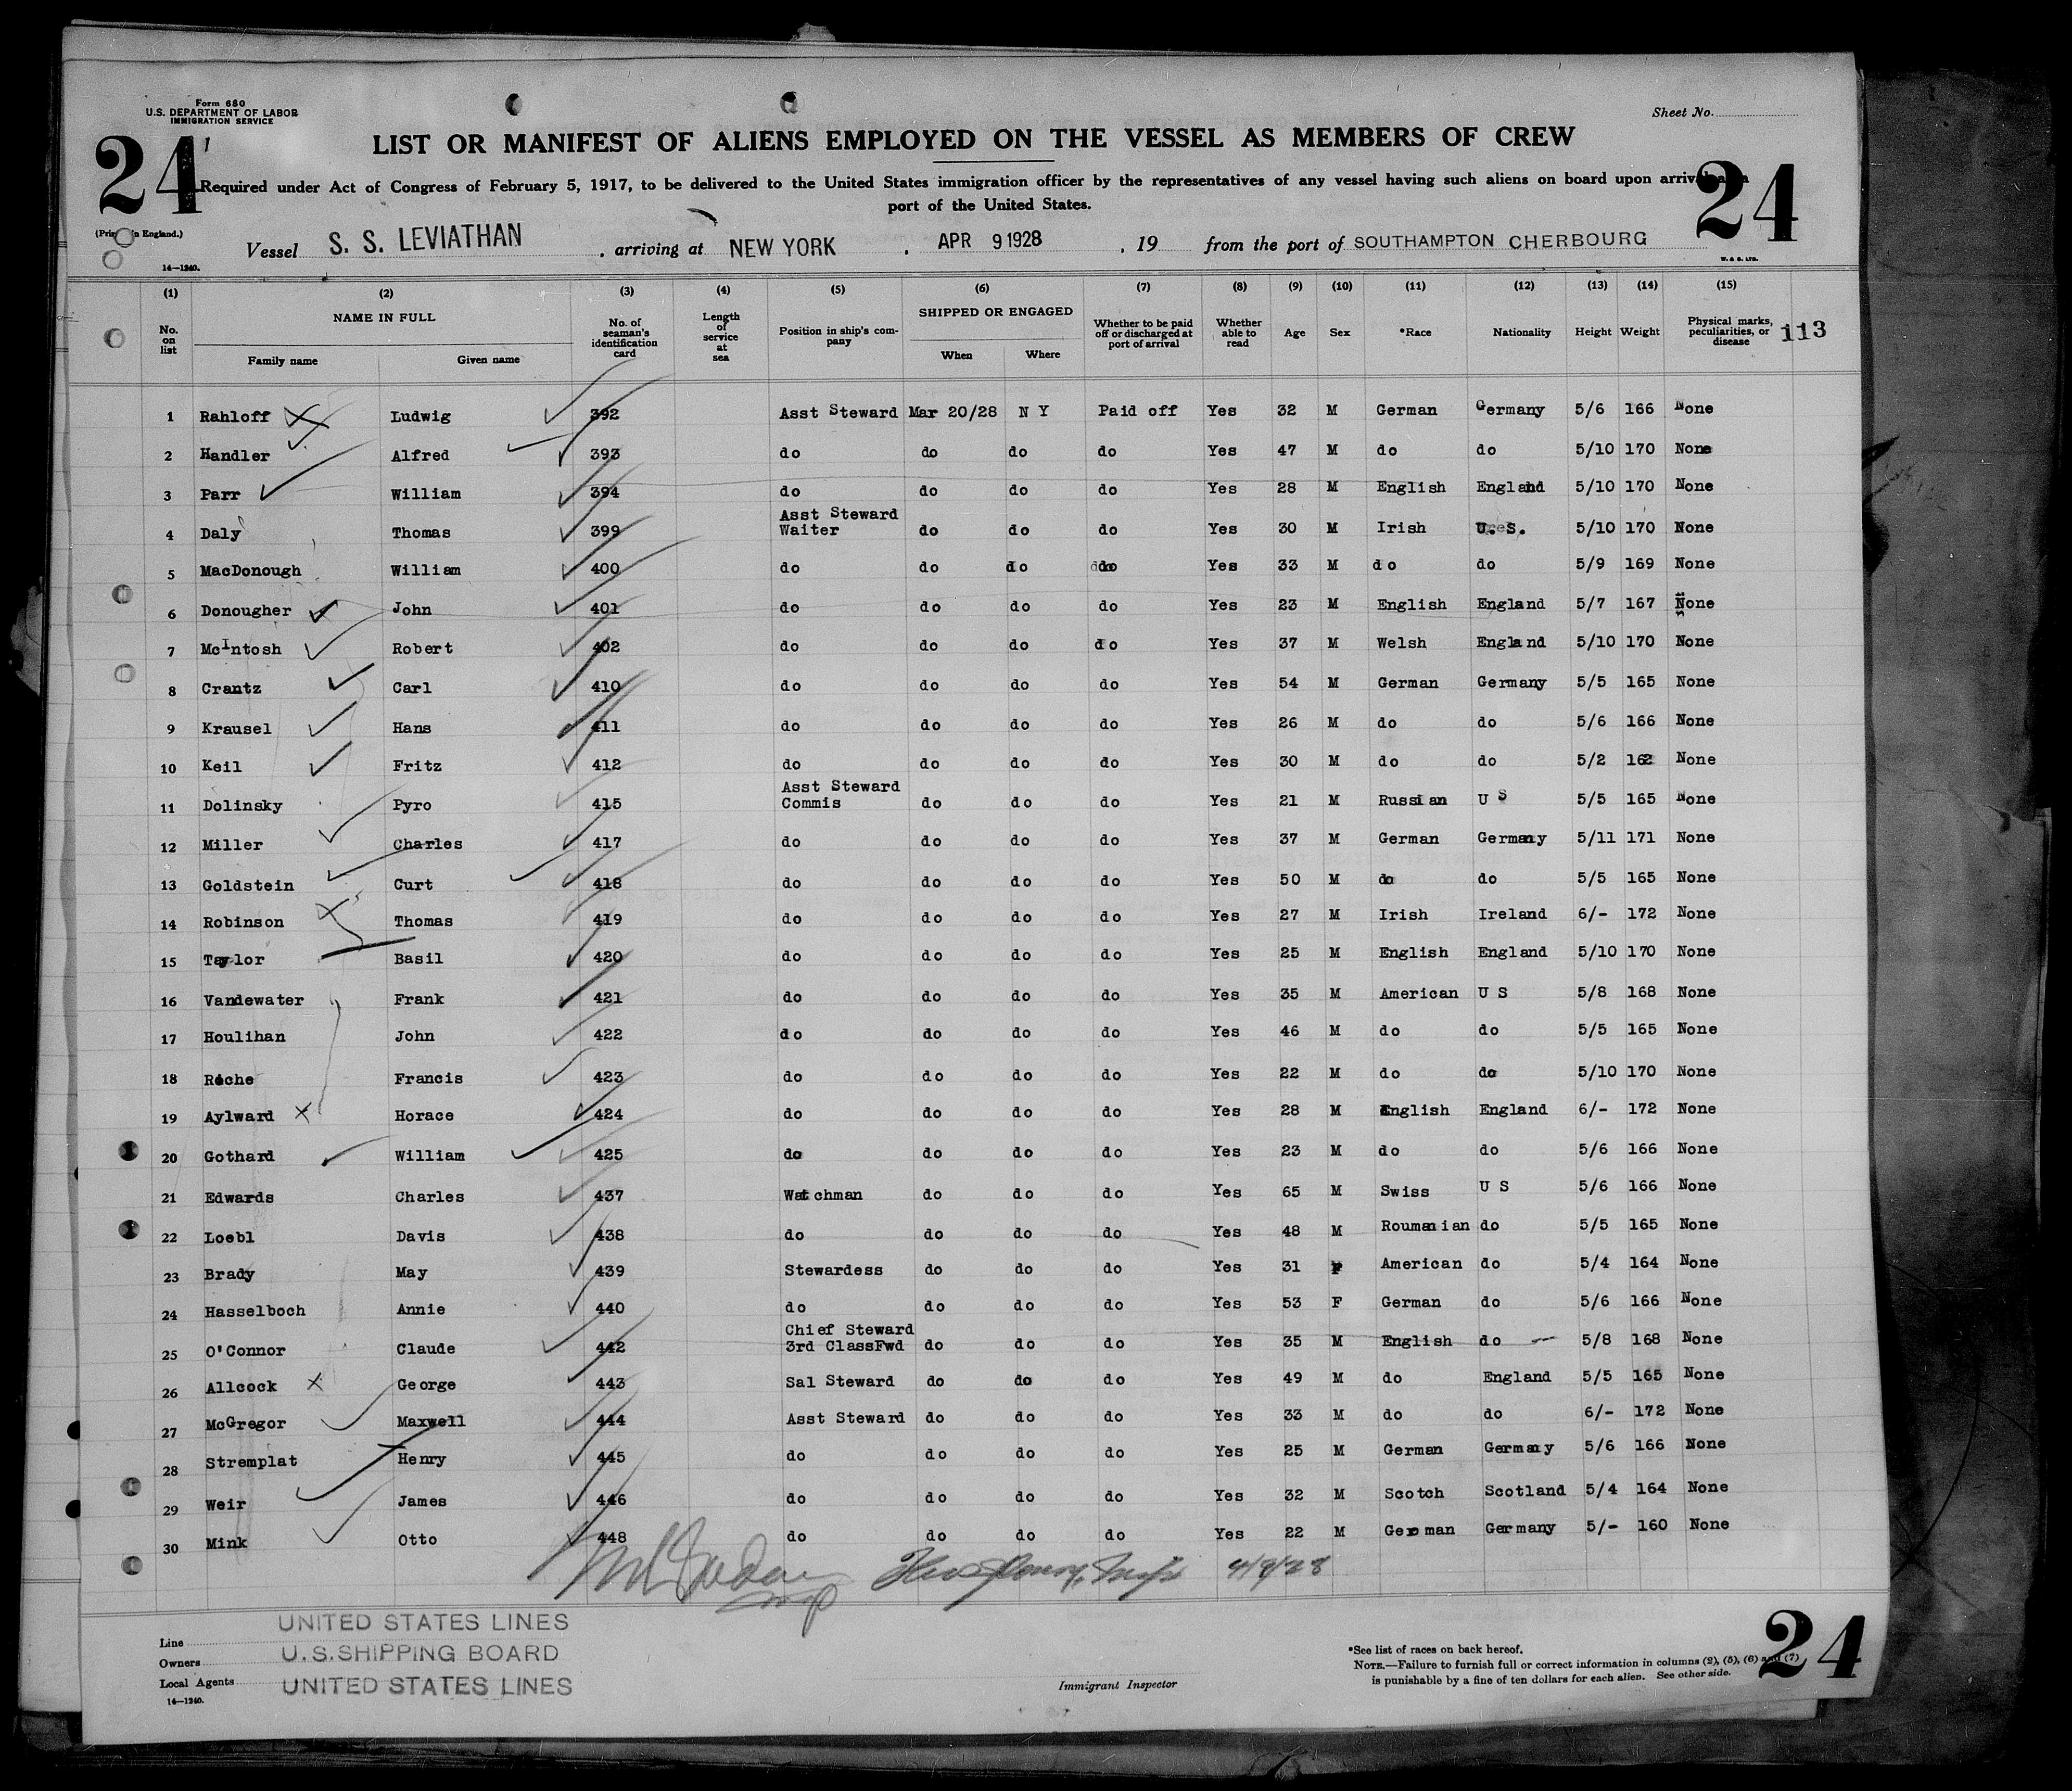 Form 680
U.S. DEPARTMENT OF LABOR
IMMIGRATION SERVICE
Sheet No.
24
24
LIST OR MANIFEST OF ALIENS EMPLOYED ON THE VESSEL AS MEMBERS OF CREW
Required under Act of Congress of February 5, 1917, to be delivered to the United States immigration officer by the representatives of any vessel having such aliens on board upon arrival at a
port of the United States.
(Printed in England.)
Vessel S. S. LEVIATHAN, arriving at NEW YORK, APR 9 1928, 19 from the port of SOUTHAMPTON CHERBOURG
14—1240.
W. & S. LTD.
(1) (2) (3) (4) (5) (6) (7) (8) (9) (10) (11) (12) (13) (14) (15)
No. on list NAME IN FULL Family name Given name No. of seaman's identification card Length of service at sea Position in ship's company SHIPPED OR ENGAGED When Where Whether to be paid off or discharged at port of arrival Whether able to read Age Sex *Race Nationality Height Weight Physical marks, peculiarities, or disease 113
1 Rahloff Ludwig 392 Asst Steward Mar 20/28 N Y Paid off Yes 32 M German Germany 5/6 166 None
2 Handler Alfred 393 do do do do Yes 47 M do do 5/10 170 None
3 Parr William 394 do do do do Yes 28 M English England 5/10 170 None
4 Daly Thomas 399 Asst Steward Waiter do do do Yes 30 M Irish U.S. 5/10 170 None
5 MacDonough William 400 do do do do Yes 33 M do do 5/9 169 None
6 Donougher John 401 do do do do Yes 23 M English England 5/7 167 None
7 McIntosh Robert 402 do do do do Yes 37 M Welsh England 5/10 170 None
8 Crantz Carl 410 do do do do Yes 54 M German Germany 5/5 165 None
9 Krausel Hans 411 do do do do Yes 26 M do do 5/6 166 None
10 Keil Fritz 412 do do do do Yes 30 M do do 5/2 162 None
11 Dolinsky Pyro 415 Asst Steward Commis do do do Yes 21 M Russian U S 5/5 165 None
12 Miller Charles 417 do do do do Yes 37 M German Germany 5/11 171 None
13 Goldstein Curt 418 do do do do Yes 50 M do do 5/5 165 None
14 Robinson Thomas 419 do do do do Yes 27 M Irish Ireland 6/- 172 None
15 Taylor Basil 420 do do do do Yes 25 M English England 5/10 170 None
16 Vandewater Frank 421 do do do do Yes 35 M American U S 5/8 168 None
17 Houlihan John 422 do do do do Yes 46 M do do 5/5 165 None
18 Roche Francis 423 do do do do Yes 22 M do do 5/10 170 None
19 Aylward Horace 424 do do do do Yes 28 M English England 6/- 172 None
20 Gothard William 425 do do do do Yes 23 M do do 5/6 166 None
21 Edwards Charles 437 Watchman do do do Yes 65 M Swiss U S 5/6 166 None
22 Loebl Davis 438 do do do do Yes 48 M Roumanian do 5/5 165 None
23 Brady May 439 Stewardess do do do Yes 31 F American do 5/4 164 None
24 Hasselboch Annie 440 do do do do Yes 53 F German do 5/6 166 None
25 O'Connor Claude 442 Chief Steward 3rd ClassFwd do do do Yes 35 M English do 5/8 168 None
26 Allcock George 443 Sal Steward do do do Yes 49 M do England 5/5 165 None
27 McGregor Maxwell 444 Asst Steward do do do Yes 33 M do do 6/- 172 None
28 Stremplat Henry 445 do do do do Yes 25 M German Germany 5/6 166 None
29 Weir James 446 do do do do Yes 32 M Scotch Scotland 5/4 164 None
30 Mink Otto 448 do do do do Yes 22 M German Germany 5/- 160 None
4/9/28
Line UNITED STATES LINES
Owners U.S.SHIPPING BOARD
Local Agents UNITED STATES LINES
14—1240.
Immigrant Inspector
*See list of races on back hereof.
NOTE.—Failure to furnish full or correct information in columns (2), (5), (6) and (7)
is punishable by a fine of ten dollars for each alien. See other side.
24